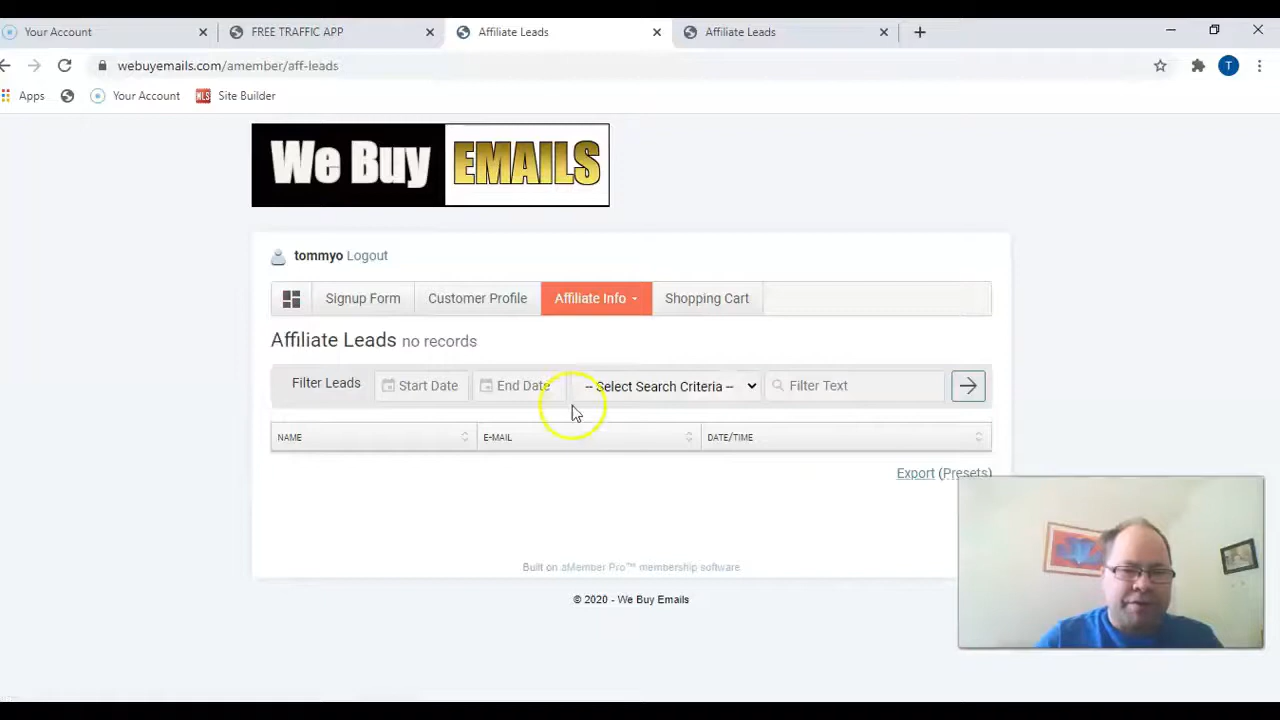 Your Account
FREE TRAFFIC APP
Affiliate Leads
Affiliate Leads
webuyemails.com/amember/aff-leads
T
Apps
Your Account
MLS Site Builder
We Buy EMAILS
tommyo Logout
Signup Form
Customer Profile
Affiliate Info
Shopping Cart
Affiliate Leads no records
Filter Leads
Start Date
End Date
-- Select Search Criteria --
Filter Text
NAME
E-MAIL
DATE/TIME
Export (Presets)
Built on aMember Pro™ membership software
© 2020 - We Buy Emails